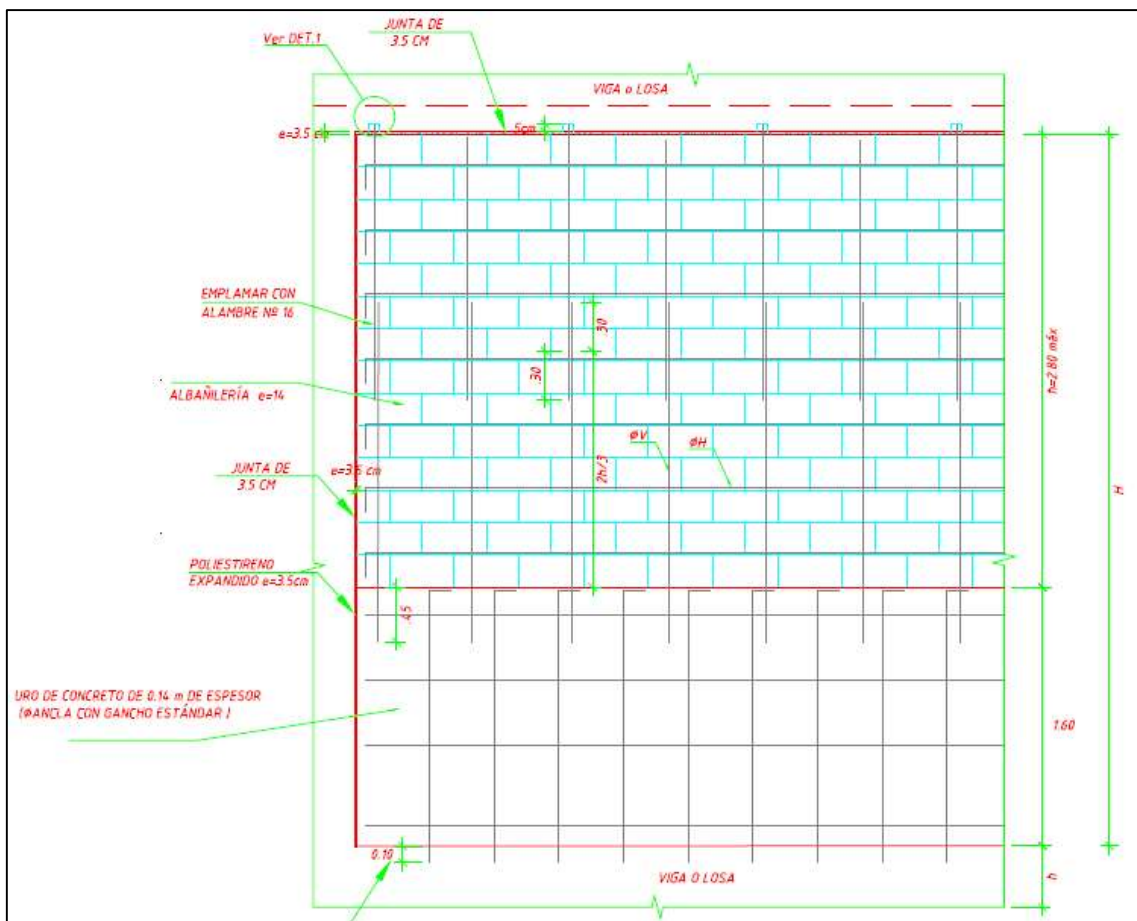 JUNTA DE
3.5 CM
Ver DET.1
VIGA o LOSA
e=3.5 cm
5cm
EMPLAMAR CON
ALAMBRE Nº 16
.30
.30
h=2.80 máx
H
ALBAÑILERÍA e=14
ØV
ØH
2h/3
JUNTA DE
3.5 CM
e=3.5 cm
POLIESTIRENO
EXPANDIDO e=3.5cm
.45
URO DE CONCRETO DE 0.14 m DE ESPESOR
(ØANCLA CON GANCHO ESTÁNDAR )
1.60
0.10
VIGA O LOSA
h